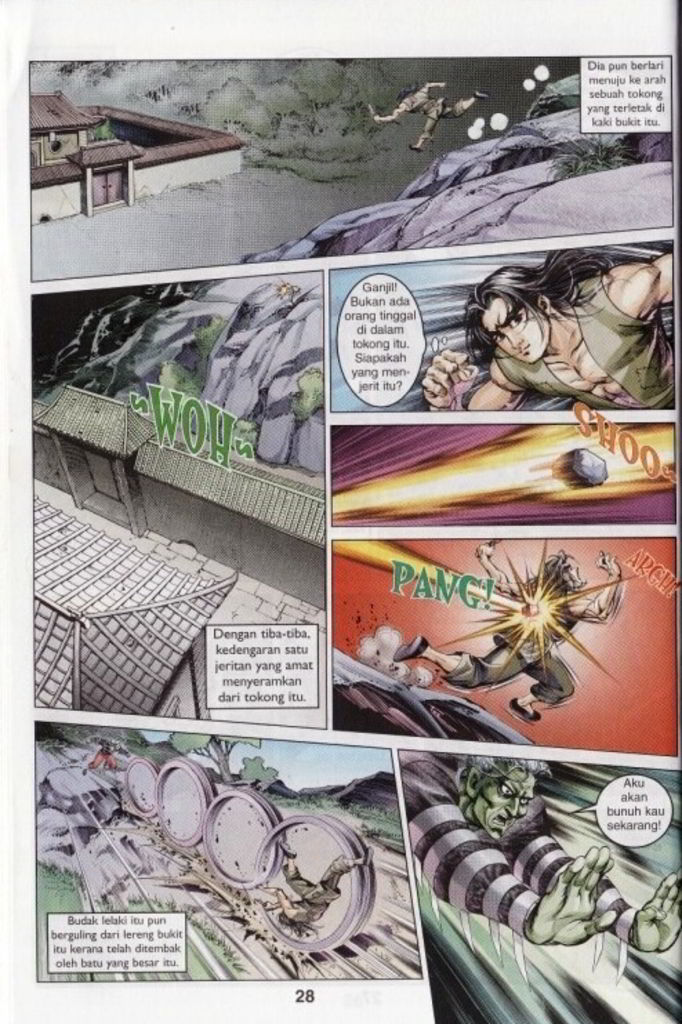 Dia pun berlari
menuju ke arah
sebuah tokong
yang terletak di
kaki bukit itu.
WOH
Dengan tiba-tiba,
kedengaran satu
jeritan yang amat
menyeramkan
dari tokong itu.
Ganjil!
Bukan ada
orang tinggal
di dalam
tokong itu.
Siapakah
yang men-
jerit itu?
SHOO~
PANG!
ARGH!
Budak lelaki itu pun
berguling dari lereng bukit
itu kerana telah ditembak
oleh batu yang besar itu.
Aku
akan
bunuh kau
sekarang!
28